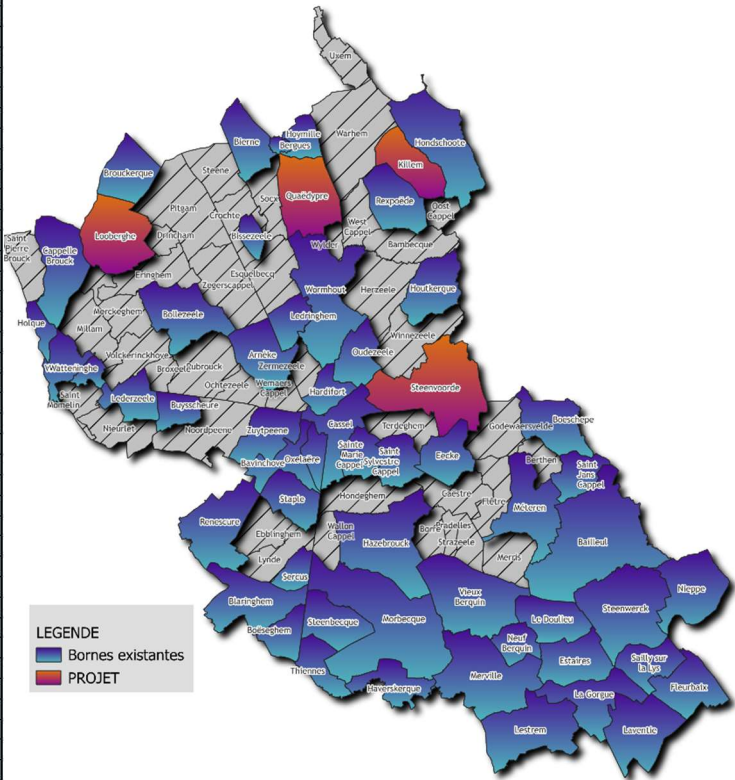 Uxem
Warhem
Hoymille
Bergues
Bierne
Hondschoote
Killem
Brouckerque
Steene
Quaëdypre
Socx
Rexpoëde
Oost
Cappel
Pitgam
Crochte
West
Cappel
Looberghe
Drincham
Bissezeele
Wylder
Bambecque
Saint
Pierre
Brouck
Cappelle
Brouck
Eringhem
Esquelbecq
Zegerscappel
Wormhout
Herzeele
Houtkerque
Merckeghem
Bollezeele
Ledringhem
Holque
Millam
Winnezeele
Volckerinckhove
Arnèke
Oudezeele
Watteninghe
Broxeele
Rubrouck
Zermezeele
Ochtezeele
Wemaers
Cappel
Hardifort
Steenvoorde
Saint
Momelin
Lederzeele
Buysscheure
Nieurlet
Noordpeene
Zuytpeene
Cassel
Terdeghem
Godewaersvelde
Boeschepe
Bavinchove
Oxelaëre
Sainte
Marie
Cappel
Saint
Sylvestre
Cappel
Eecke
Berthen
Saint
Jans
Cappel
Staple
Hondeghem
Caestre
Flêtre
Méteren
Renescure
Ebblinghem
Wallon
Cappel
Hazebrouck
Borre
Pradelles
Strazeele
Bailleul
Lynde
Merris
Sercus
Blaringhem
Vieux
Berquin
Nieppe
Steenbecque
Morbecque
Le Doulieu
Steenwerck
Boëseghem
Neuf
Berquin
Thiennes
Merville
Estaires
Sailly sur
la Lys
Haverskerque
La Gorgue
Fleurbaix
Lestrem
Laventie
LEGENDE
Bornes existantes
PROJET